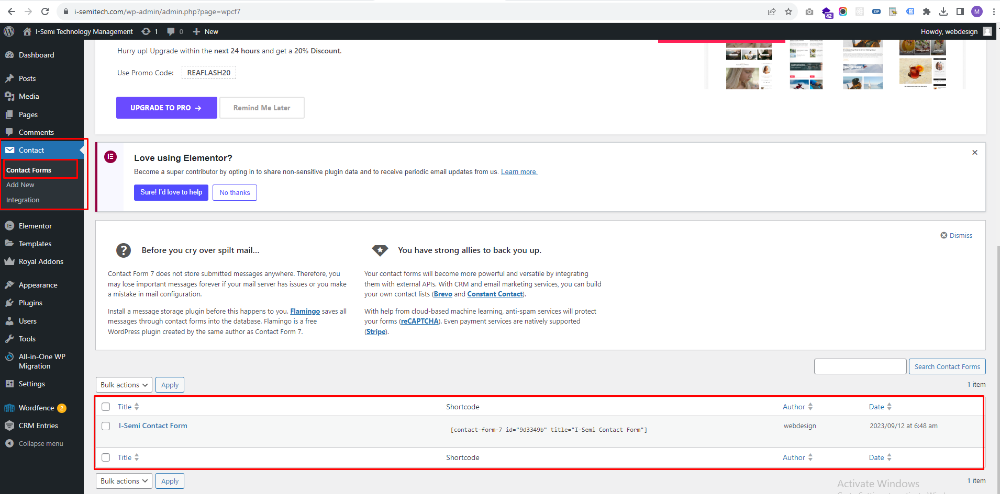 i-semitech.com/wp-admin/admin.php?page=wpcf7
ZIP
42
M
I-Semi Technology Management
1
0
New
Howdy, webdesign
Dashboard
Posts
Media
Pages
Comments
Contact
Contact Forms
Add New
Integration
Elementor
Templates
Royal Addons
Appearance
Plugins
Users
Tools
All-in-One WP
Migration
Settings
Wordfence 2
CRM Entries
Collapse menu
Hurry up! Upgrade within the next 24 hours and get a 20% Discount.
Use Promo Code: REAFLASH20
UPGRADE TO PRO →
Remind Me Later
Love using Elementor?
Become a super contributor by opting in to share non-sensitive plugin data and to receive periodic email updates from us. Learn more.
Sure! I'd love to help
No thanks
Dismiss
Before you cry over spilt mail…
Contact Form 7 does not store submitted messages anywhere. Therefore, you
may lose important messages forever if your mail server has issues or you make
a mistake in mail configuration.
Install a message storage plugin before this happens to you. Flamingo saves all
messages through contact forms into the database. Flamingo is a free
WordPress plugin created by the same author as Contact Form 7.
You have strong allies to back you up.
Your contact forms will become more powerful and versatile by integrating
them with external APIs. With CRM and email marketing services, you can build
your own contact lists (Brevo and Constant Contact).
With help from cloud-based machine learning, anti-spam services will protect
your forms (reCAPTCHA). Even payment services are natively supported
(Stripe).
Search Contact Forms
Bulk actions
Apply
1 item
Title Shortcode Author Date
I-Semi Contact Form [contact-form-7 id="9d3349b" title="I-Semi Contact Form"] webdesign 2023/09/12 at 6:48 am
Title Shortcode Author Date
Bulk actions
Apply
1 item
Activate Windows